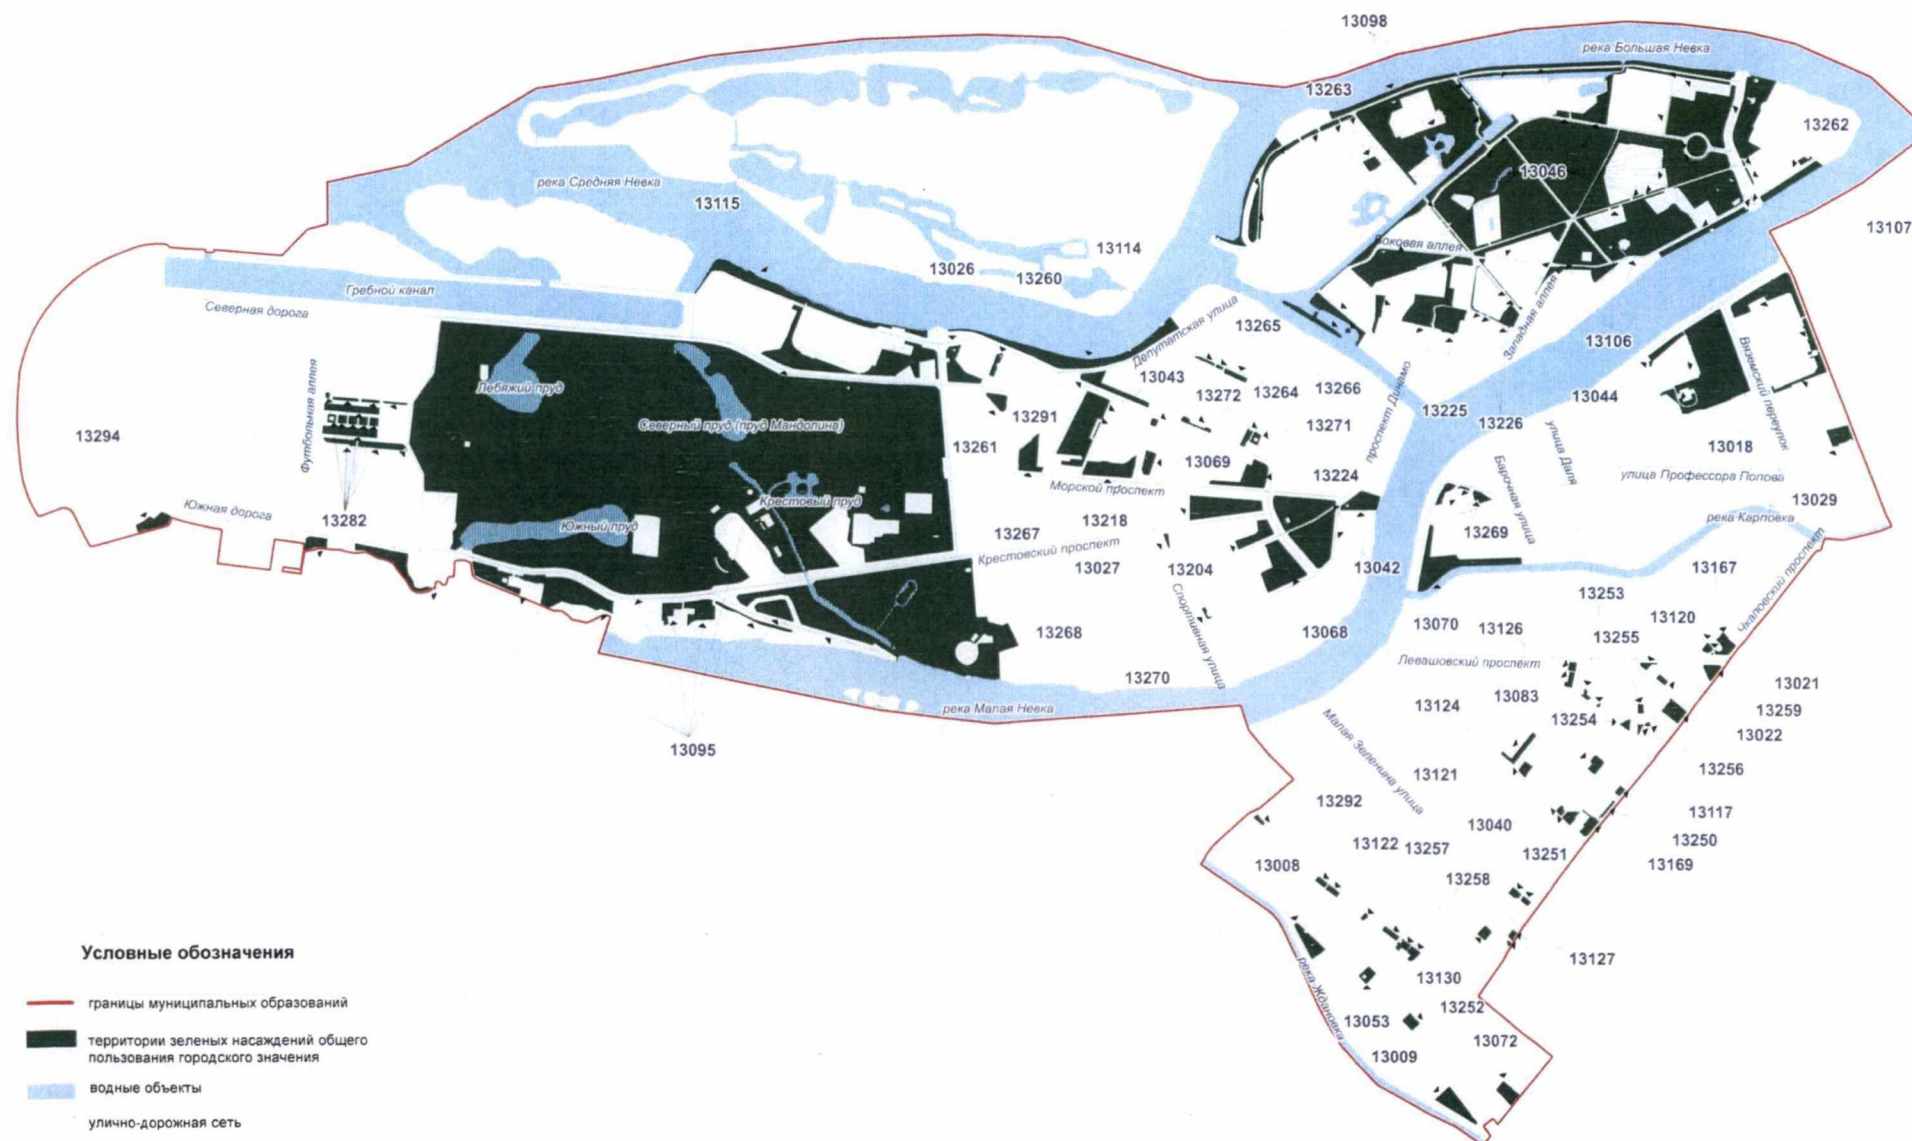 13098
река Большая Невка
13263
13262
13046
река Средняя Невка
13115
13107
13114
Боковая аллея
13026
13260
Гребной канал
Северная дорога
Западная аллея
Депутатская улица
13265
13106
Вяземский переулок
Футбольная аллея
Лебяжий пруд
13043
13272
13264
13266
проспект Динамо
13044
13225
13226
13291
13271
Северный пруд (пруд Мандолина)
13294
13261
13018
улица Даля
13069
13224
улица Профессора Попова
Морской проспект
Барочная улица
13029
Крестовый пруд
Южная дорога
13282
Южный пруд
13218
13267
река Карповка
13269
Крестовский проспект
13027
13204
13042
13167
Чкаловский проспект
13253
13120
13268
Спортивная улица
13068
13070
13126
13255
Левашовский проспект
13270
13021
13083
река Малая Невка
13124
13259
13254
13022
13095
Малая Зеленина улица
13256
13121
13292
13117
13040
13250
13122
13257
13251
13169
13008
13258
Условные обозначения
13127
река Ждановка
13130
границы муниципальных образований
13252
13053
территории зеленых насаждений общего
пользования городского значения
13072
13009
водные объекты
улично-дорожная сеть